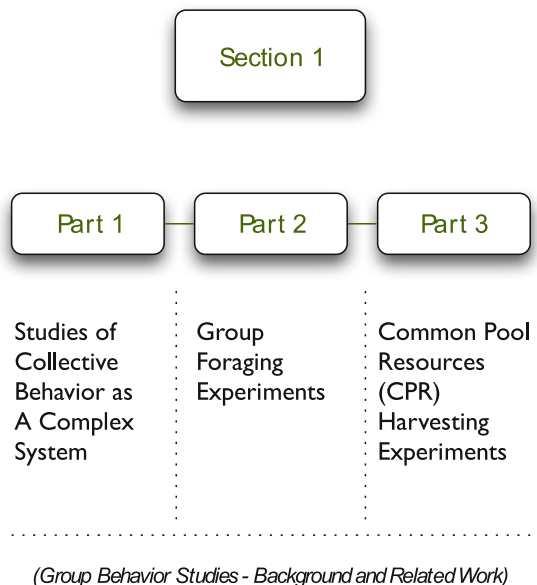 Section 1
Part 1
Part 2
Part 3
Studies of
Collective
Behavior as
A Complex
System
Group
Foraging
Experiments
Common Pool
Resources
(CPR)
Harvesting
Experiments
(Group Behavior Studies - Background and Related Work)